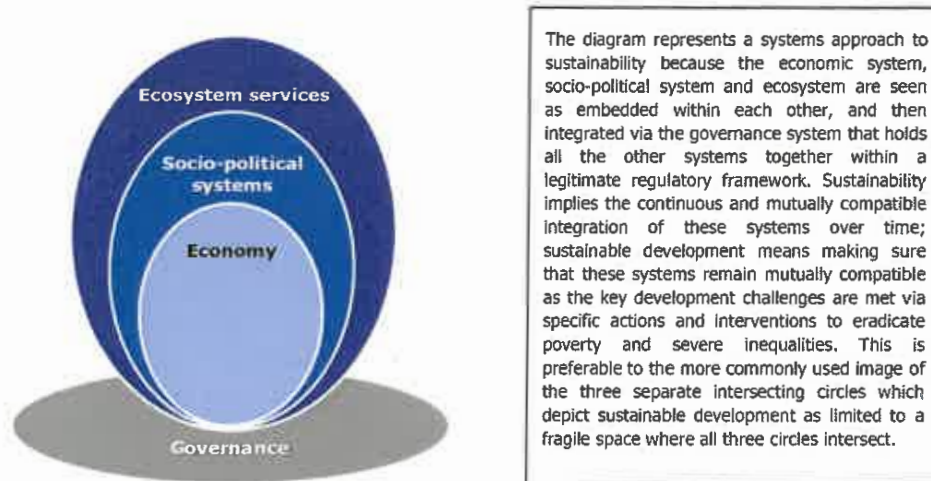 Ecosystem services
Socio-political
systems
Economy
Governance
The diagram represents a systems approach to
sustainability because the economic system,
socio-political system and ecosystem are seen
as embedded within each other, and then
integrated via the governance system that holds
all the other systems together within a
legitimate regulatory framework. Sustainability
implies the continuous and mutually compatible
integration of these systems over time;
sustainable development means making sure
that these systems remain mutually compatible
as the key development challenges are met via
specific actions and interventions to eradicate
poverty and severe inequalities. This is
preferable to the more commonly used image of
the three separate intersecting circles which
depict sustainable development as limited to a
fragile space where all three circles intersect.